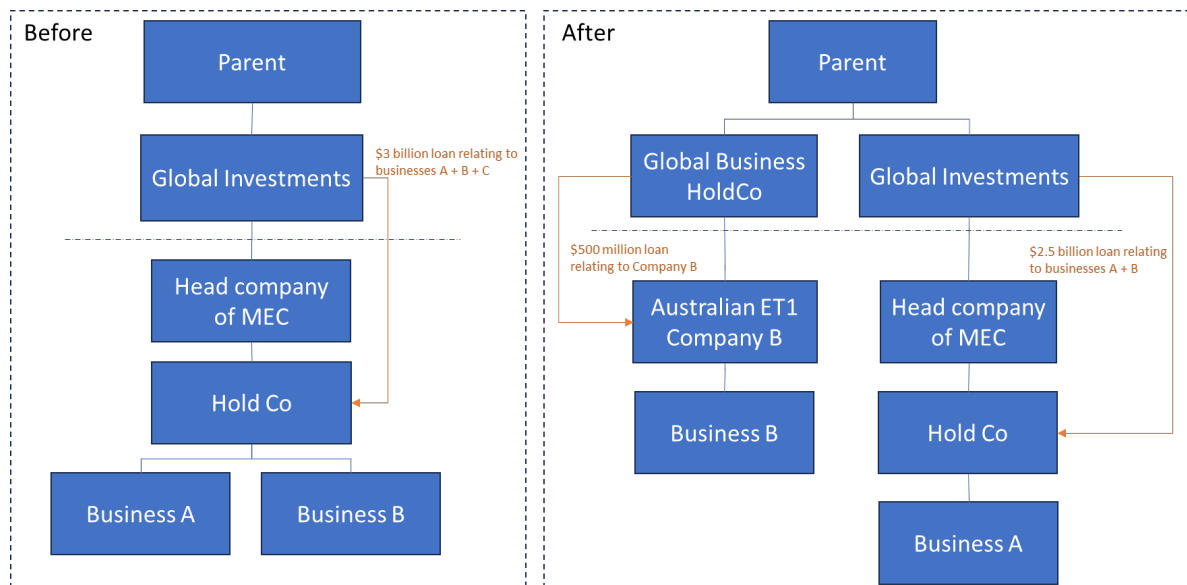 Before
Parent
Global Investments
$3 billion loan relating to
businesses A + B + C
Head company
of MEC
Hold Co
Business A
Business B
After
Parent
Global Business
HoldCo
Global Investments
$500 million loan
relating to Company B
$2.5 billion loan relating
to businesses A + B
Australian ET1
Company B
Head company
of MEC
Business B
Hold Co
Business A